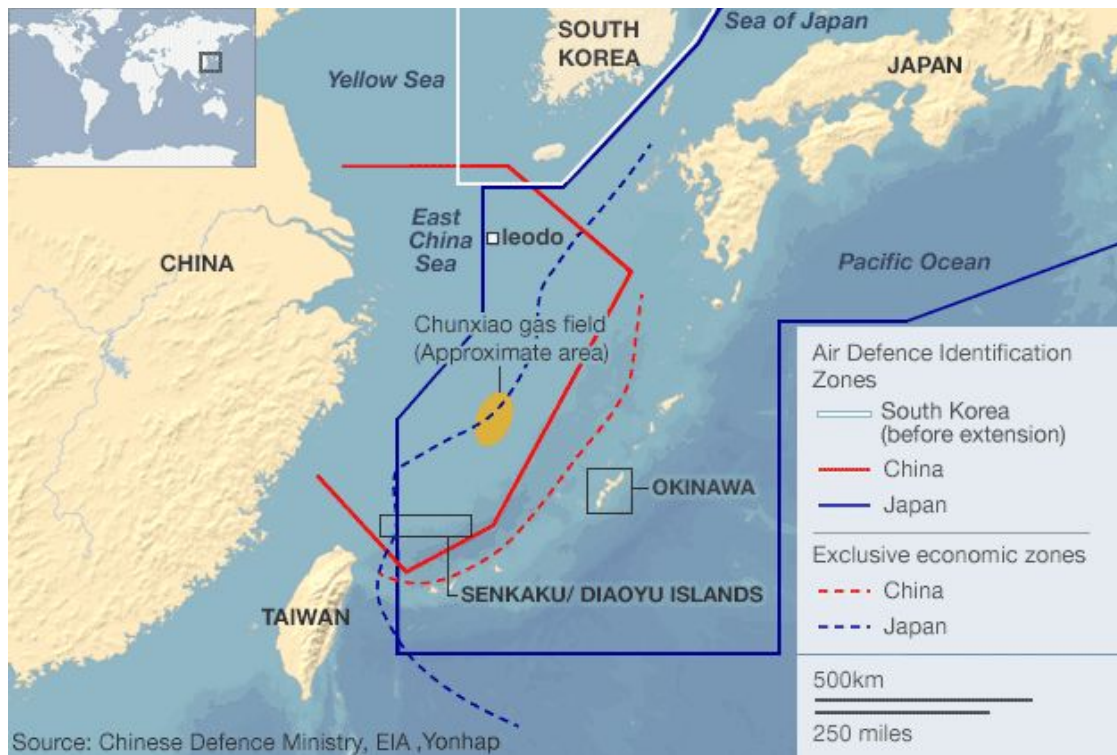 Sea of Japan
SOUTH
KOREA
JAPAN
Yellow Sea
East
China
Sea
Ieodo
CHINA
Pacific Ocean
Chunxiao gas field
(Approximate area)
OKINAWA
SENKAKU/ DIAOYU ISLANDS
TAIWAN
Air Defence Identification
Zones
South Korea
(before extension)
China
Japan
Exclusive economic zones
China
Japan
500km
250 miles
Source: Chinese Defence Ministry, EIA ,Yonhap